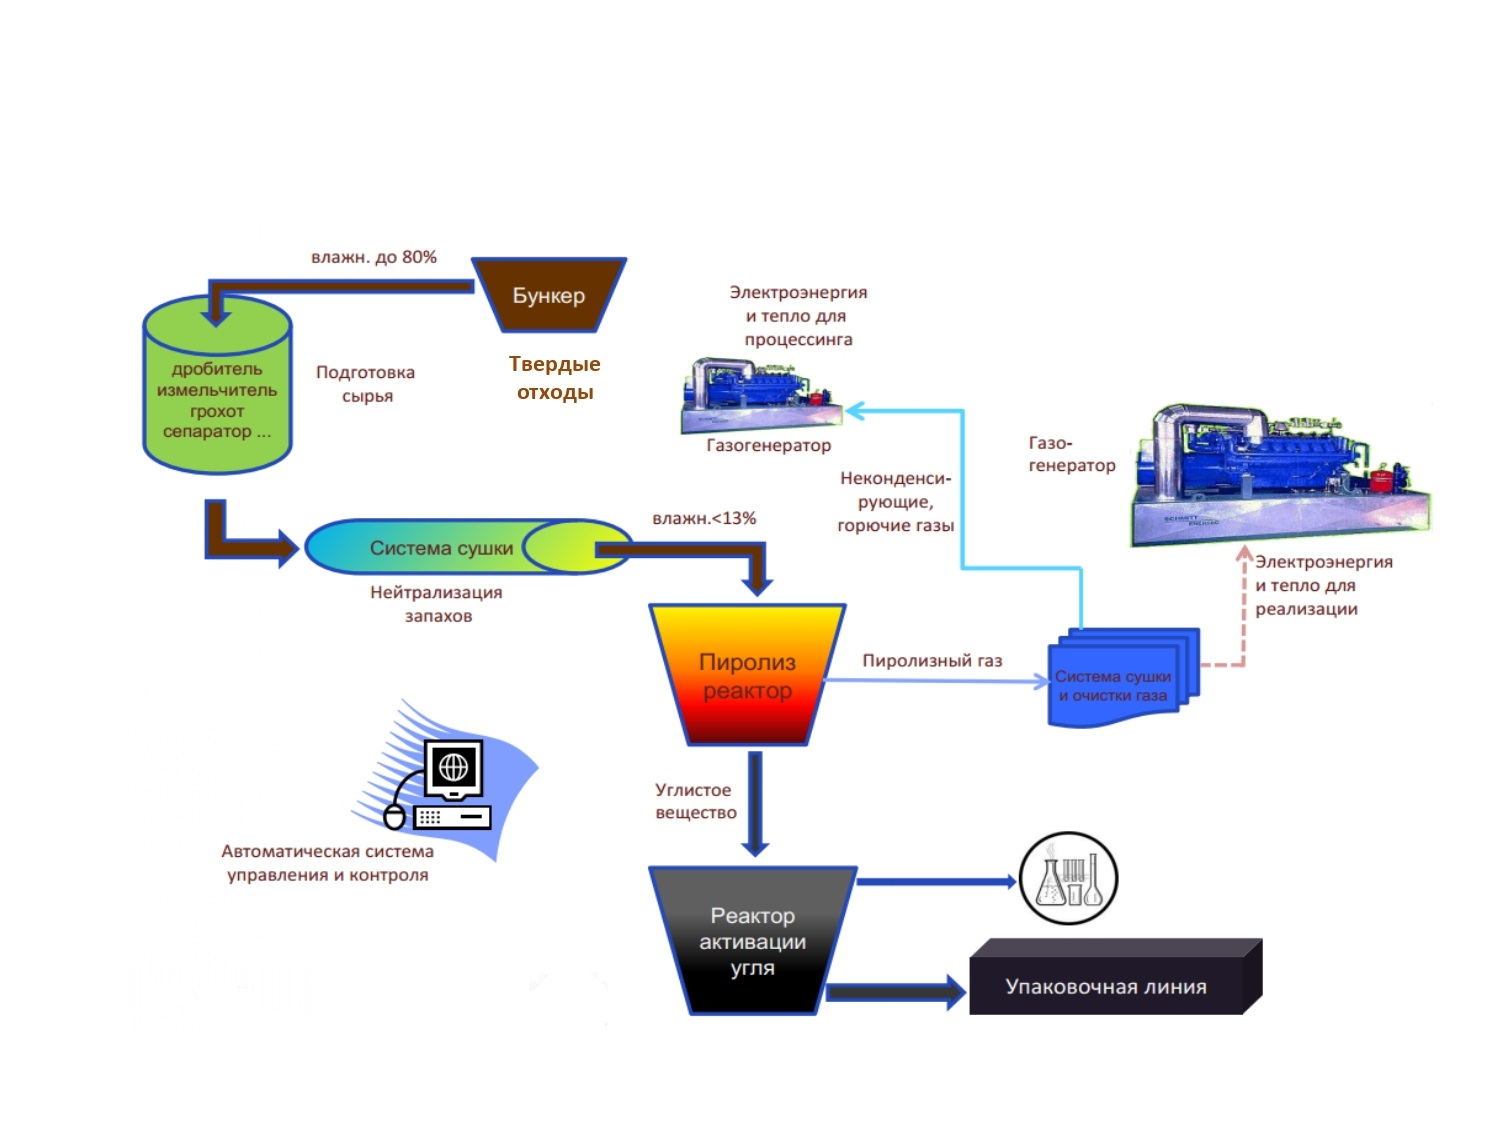 влажн. до 80%
Бункер
Твердые
отходы
дробитель
измельчитель
грохот
сепаратор ...
Подготовка
сырья
Электроэнергия
и тепло для
процессинга
Газогенератор
Газо-
генератор
Неконденси-
рующие,
горючие газы
влажн.<13%
Система сушки
Нейтрализация
запахов
Электроэнергия
и тепло для
реализации
Пиролиз
реактор
Пиролизный газ
Система сушки
и очистки газа
Углистое
вещество
Автоматическая система
управления и контроля
Реактор
активации
угля
Упаковочная линия